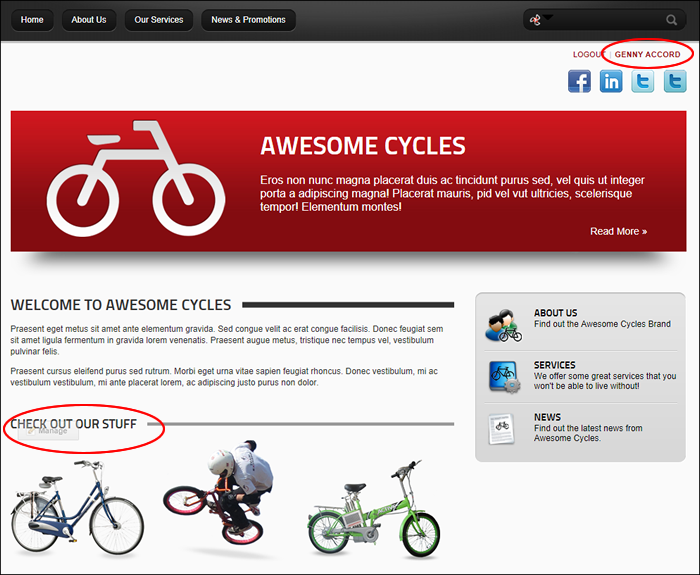 Home
About Us
Our Services
News & Promotions
LOGOUT | GENNY ACCORD
AWESOME CYCLES
Eros non nunc magna placerat duis ac tincidunt purus sed, vel quis ut integer
porta a adipiscing magna! Placerat mauris, pid vel vut ultricies, scelerisque
tempor! Elementum montes!
Read More »
WELCOME TO AWESOME CYCLES
Praesent eget metus sit amet ante elementum gravida. Sed congue velit ac erat congue facilisis. Donec feugiat sem
sit amet ligula fermentum in gravida lorem venenatis. Praesent augue metus, tristique nec tempus vel, vestibulum
pulvinar felis.
Praesent cursus eleifend purus sed rutrum. Morbi eget urna vitae sapien feugiat rhoncus. Donec vestibulum, mi ac
vestibulum vestibulum, mi ante placerat lorem, ac adipiscing justo purus non dolor.
CHECK OUT OUR STUFF
Manage
ABOUT US
Find out the Awesome Cycles Brand
SERVICES
We offer some great services that you
won't be able to live without!
NEWS
Find out the latest news from
Awesome Cycles.